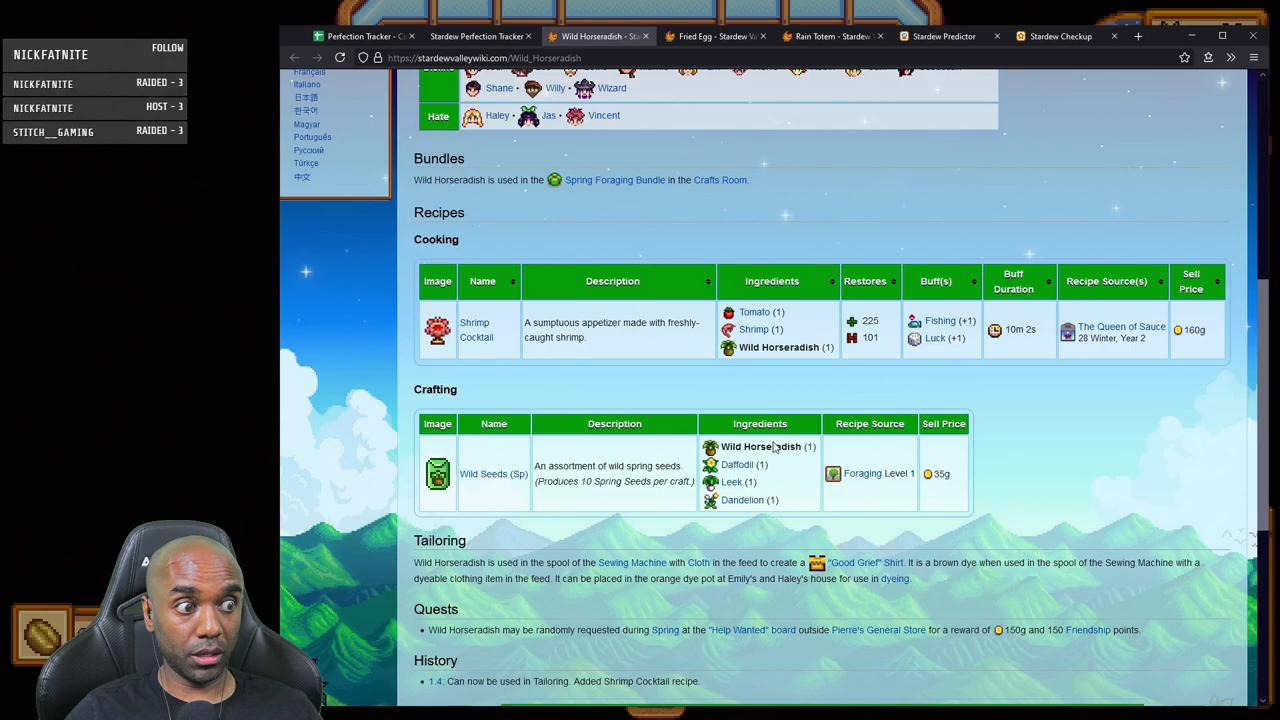 NICKFATNITE FOLLOW
NICKFATNITE RAIDED - 3
NICKFATNITE HOST - 3
STITCH__GAMING RAIDED - 3
Perfection Tracker - C
Stardew Perfection Tracker
Wild Horseradish - Sta
Fried Egg - Stardew Va
Rain Totem - Stardew
Stardew Predictor
Stardew Checkup
https://stardewvalleywiki.com/Wild_Horseradish
Français
Italiano
日本語
한국어
Magyar
Português
Русский
Türkçe
中文
Shane • Willy • Wizard
Hate Haley • Jas • Vincent
Bundles
Wild Horseradish is used in the Spring Foraging Bundle in the Crafts Room.
Recipes
Cooking
Image Name Description Ingredients Restores Buff(s) Buff Duration Recipe Source(s) Sell Price
Shrimp Cocktail
A sumptuous appetizer made with freshly-
caught shrimp.
Tomato (1)
Shrimp (1)
Wild Horseradish (1)
225
101
Fishing (+1)
Luck (+1)
10m 2s
The Queen of Sauce
28 Winter, Year 2
160g
Crafting
Image Name Description Ingredients Recipe Source Sell Price
Wild Seeds (Sp)
An assortment of wild spring seeds.
(Produces 10 Spring Seeds per craft.)
Wild Horseradish (1)
Daffodil (1)
Leek (1)
Dandelion (1)
Foraging Level 1
35g
Tailoring
Wild Horseradish is used in the spool of the Sewing Machine with Cloth in the feed to create a "Good Grief" Shirt. It is a brown dye when used in the spool of the Sewing Machine with a
dyeable clothing item in the feed. It can be placed in the orange dye pot at Emily's and Haley's house for use in dyeing.
Quests
• Wild Horseradish may be randomly requested during Spring at the "Help Wanted" board outside Pierre's General Store for a reward of 150g and 150 Friendship points.
History
• 1.4: Can now be used in Tailoring. Added Shrimp Cocktail recipe.